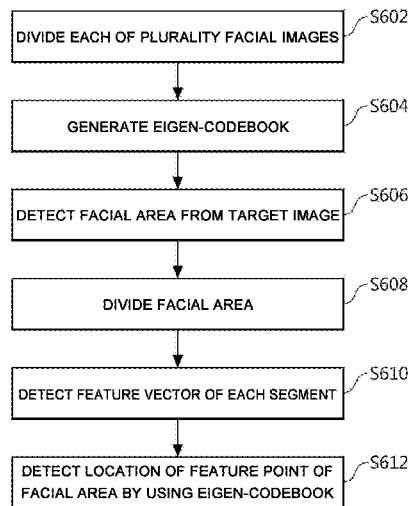 S602
DIVIDE EACH OF PLURALITY FACIAL IMAGES
S604
GENERATE EIGEN-CODEBOOK
S606
DETECT FACIAL AREA FROM TARGET IMAGE
S608
DIVIDE FACIAL AREA
S610
DETECT FEATURE VECTOR OF EACH SEGMENT
S612
DETECT LOCATION OF FEATURE POINT OF
FACIAL AREA BY USING EIGEN-CODEBOOK